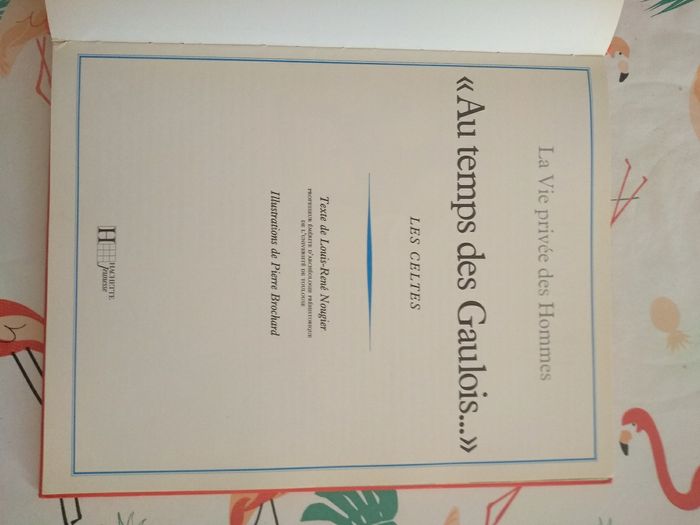 La Vie privée des Hommes
«Au temps des Gaulois...»
LES CELTES
Texte de Louis-René Nougier
PROFESSEUR ÉMÉRITE D'ARCHÉOLOGIE PRÉHISTORIQUE
DE L'UNIVERSITÉ DE TOULOUSE
Illustrations de Pierre Brochard
H
HACHETTE
Jeunesse